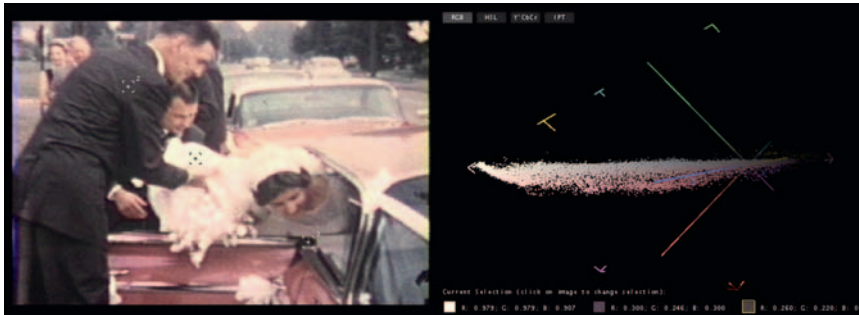 RGB HSL Y'CbCr IPT
Current Selection (click on image to change selection):
R: 0.979; G: 0.979; B: 0.907 R: 0.300; G: 0.246; B: 0.300 R: 0.260; G: 0.220; B: 0